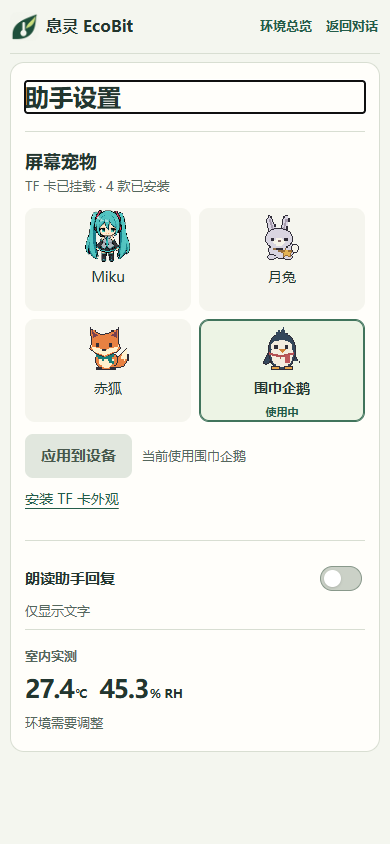 息灵 EcoBit
环境总览 返回对话
助手设置
屏幕宠物
TF 卡已挂载 · 4 款已安装
Miku
月兔
赤狐
围巾企鹅
使用中
应用到设备
当前使用围巾企鹅
安装 TF 卡外观
朗读助手回复
仅显示文字
室内实测
27.4℃ 45.3% RH
环境需要调整